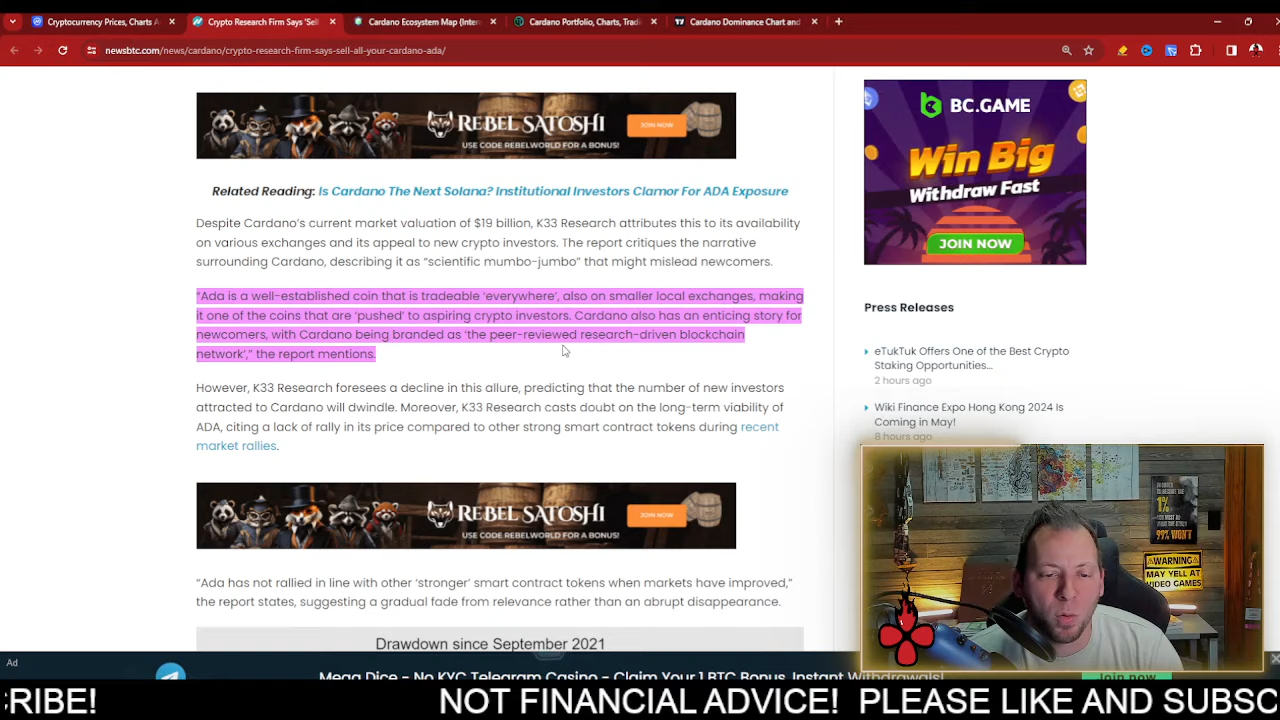 Cryptocurrency Prices, Charts A
Crypto Research Firm Says 'Sell
Cardano Ecosystem Map (Inter
Cardano Portfolio, Charts, Tradi
Cardano Dominance Chart and
newsbtc.com/news/cardano/crypto-research-firm-says-sell-all-your-cardano-ada/
REBEL SATOSHI
JOIN NOW
USE CODE REBELWORLD FOR A BONUS!
Related Reading: Is Cardano The Next Solana? Institutional Investors Clamor For ADA Exposure
Despite Cardano's current market valuation of $19 billion, K33 Research attributes this to its availability
on various exchanges and its appeal to new crypto investors. The report critiques the narrative
surrounding Cardano, describing it as "scientific mumbo-jumbo" that might mislead newcomers.
"Ada is a well-established coin that is tradeable 'everywhere', also on smaller local exchanges, making
it one of the coins that are 'pushed' to aspiring crypto investors. Cardano also has an enticing story for
newcomers, with Cardano being branded as 'the peer-reviewed research-driven blockchain
network'," the report mentions.
However, K33 Research foresees a decline in this allure, predicting that the number of new investors
attracted to Cardano will dwindle. Moreover, K33 Research casts doubt on the long-term viability of
ADA, citing a lack of rally in its price compared to other strong smart contract tokens during recent
market rallies.
REBEL SATOSHI
JOIN NOW
USE CODE REBELWORLD FOR A BONUS!
"Ada has not rallied in line with other 'stronger' smart contract tokens when markets have improved,"
the report states, suggesting a gradual fade from relevance rather than an abrupt disappearance.
Drawdown since September 2021
BC.GAME
Win Big
Withdraw Fast
JOIN NOW
Press Releases
eTukTuk Offers One of the Best Crypto
Staking Opportunities...
2 hours ago
Wiki Finance Expo Hong Kong 2024 Is
Coming in May!
8 hours ago
1%
99% WON'T
WARNING
MAY YELL AT
VIDEO GAMES
Ad
Mega Dice - No KYC Telegram Casino - Claim Your 1 BTC Bonus, Instant Withdrawals!
Join now
CRIBE! NOT FINANCIAL ADVICE! PLEASE LIKE AND SUBSC